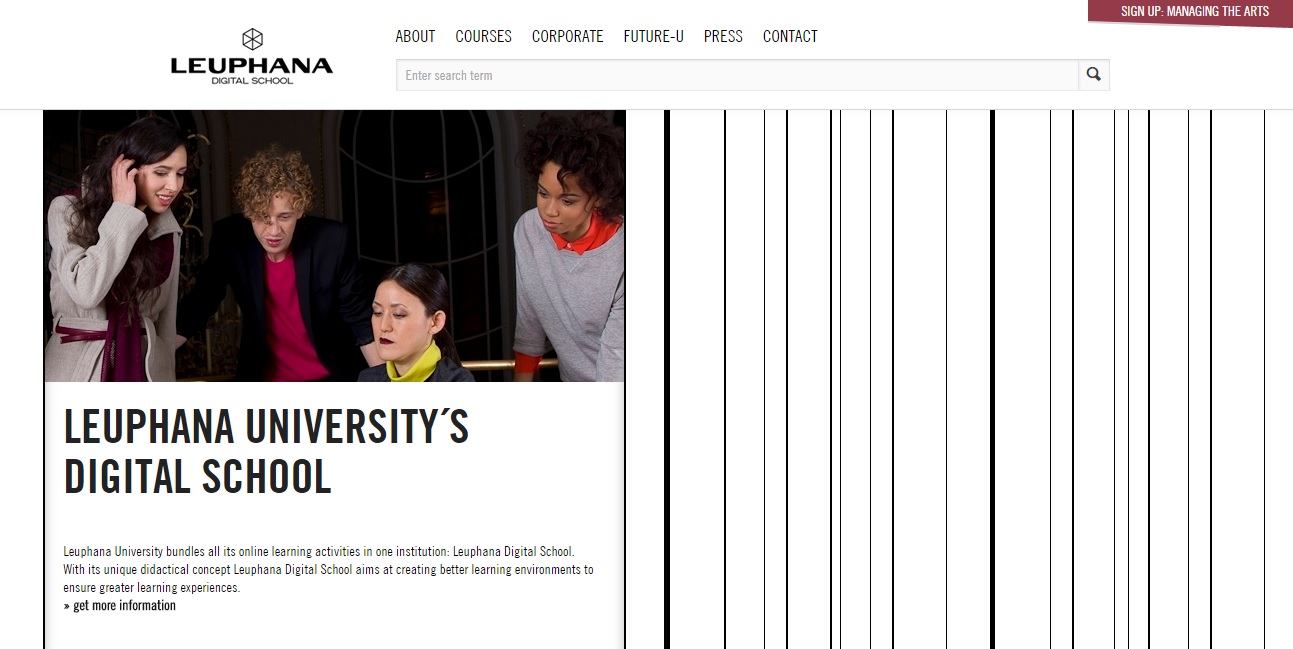 SIGN UP: MANAGING THE ARTS
LEUPHANA
DIGITAL SCHOOL
ABOUT COURSES CORPORATE FUTURE-U PRESS CONTACT
Enter search term
LEUPHANA UNIVERSITY´S
DIGITAL SCHOOL
Leuphana University bundles all its online learning activities in one institution: Leuphana Digital School.
With its unique didactical concept Leuphana Digital School aims at creating better learning environments to
ensure greater learning experiences.
» get more information